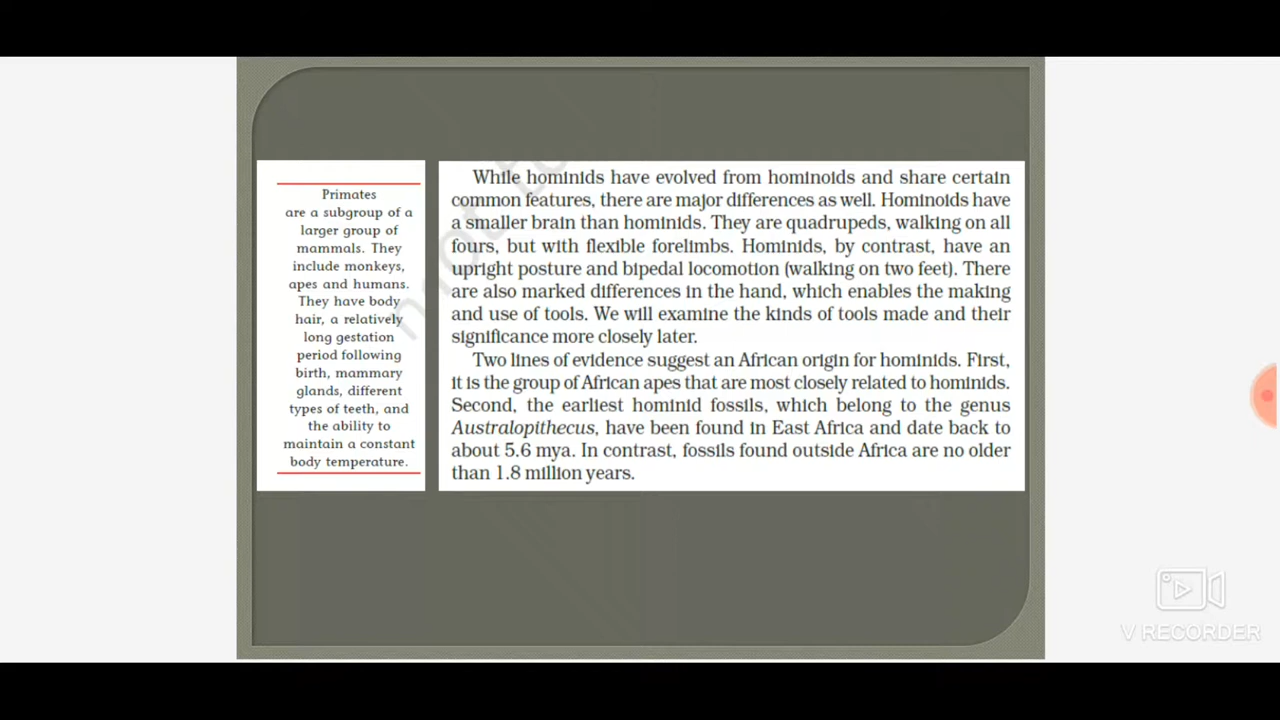 Primates
are a subgroup of a
larger group of
mammals. They
include monkeys,
apes and humans.
They have body
hair, a relatively
long gestation
period following
birth, mammary
glands, different
types of teeth, and
the ability to
maintain a constant
body temperature.
While hominids have evolved from hominoids and share certain
common features, there are major differences as well. Hominoids have
a smaller brain than hominids. They are quadrupeds, walking on all
fours, but with flexible forelimbs. Hominids, by contrast, have an
upright posture and bipedal locomotion (walking on two feet). There
are also marked differences in the hand, which enables the making
and use of tools. We will examine the kinds of tools made and their
significance more closely later.
Two lines of evidence suggest an African origin for hominids. First,
it is the group of African apes that are most closely related to hominids.
Second, the earliest hominid fossils, which belong to the genus
Australopithecus, have been found in East Africa and date back to
about 5.6 mya. In contrast, fossils found outside Africa are no older
than 1.8 million years.
V RECORDER